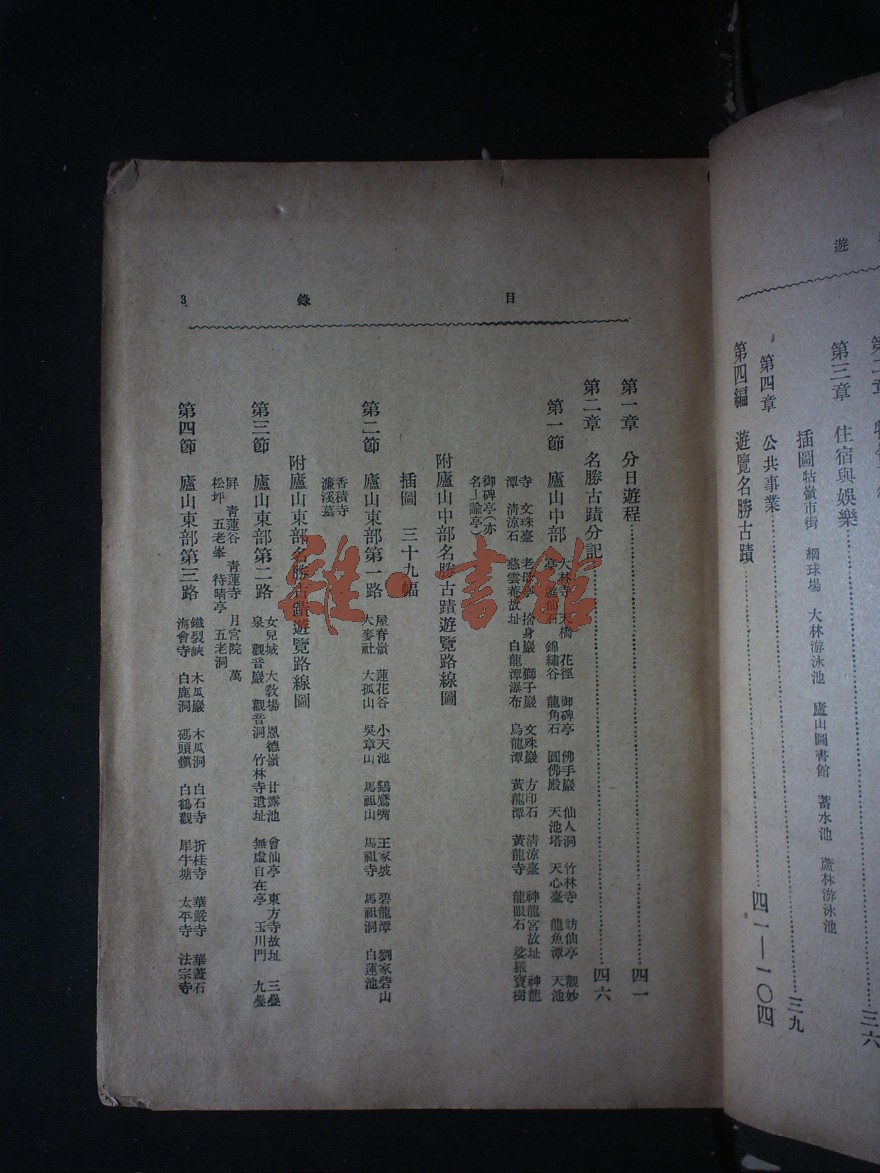 遊
第三章 住宿與娛樂
插圖 牯嶺市街 網球場 大林游泳池 廬山圖書館 蓄水池 蘆林游泳池
三六
第四章 公共事業 三九
第四編 遊覽名勝古蹟 四一—一〇四
目錄 3
第一章 分日遊程 四一
第二章 名勝古蹟分記 四六
第一節 廬山中部
大林寺 天橋 花徑 御碑亭 佛手巖 仙人洞 竹林寺 訪仙亭 觀妙
亭 遊仙石 錦繡谷 龍角石 圓佛殿 天池塔 天心臺 龍魚潭 天池
寺 文珠臺 老 亭 捨身巖 獅子巖 文殊巖 方印石 清涼臺 神龍宮故址 神龍
潭 清涼石 慈雲菴故址 白龍潭瀑布 烏龍潭 黃龍潭 黃龍寺 龍眼石 娑羅寶樹
御碑亭(亦
名 諭亭)
附廬山中部名勝古蹟遊覽路線圖
插圖 三十九幅
第二節 廬山東部第一路
屋脊嶺 蓮花谷 小天池 鷂鷹嘴 王家坡 碧龍潭 劉家砦山
大麥社 大孤山 吳章山 馬祖山 馬祖寺 馬祖洞 白蓮池
香積寺
濂溪墓
附廬山東部名勝古蹟遊覽路線圖
第三節 廬山東部第二路
女兒城 大教場 恩德嶺 甘露池 會仙亭 東方寺故址 三疊
泉 觀音巖 觀音洞 竹林寺遺址 無虛自在亭 玉川門 九疊
屏 青蓮谷 青蓮寺 月宮院 萬
松坪 五老峯 待晴亭 五老洞
第四節 廬山東部第三路
鐵裂峽 木瓜巖 木瓜洞 白石寺 折桂寺 華嚴寺 華蓋石
海會寺 白鹿洞 碼頭鎮 白鶴觀 犀牛塘 太平寺 法宗寺
雜·書館